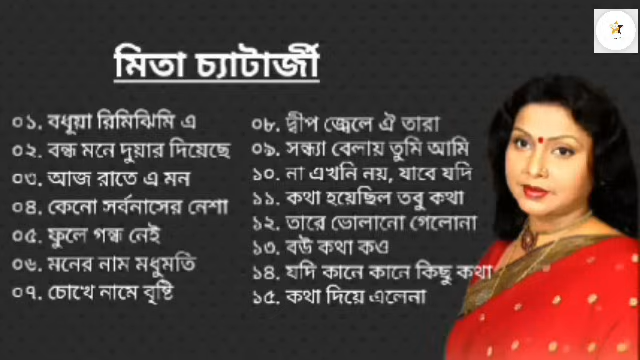 মিতা চ্যাটার্জী
০১. বধূয়া রিমিঝিমি এ
০২. বন্ধ মনে দুয়ার দিয়েছে
০৩. আজ রাতে এ মন
০৪. কেনো সর্বনাসের নেশা
০৫. ফুলে গন্ধ নেই
০৬. মনের নাম মধুমতি
০৭. চোখে নামে বৃষ্টি
০৮. দ্বীপ জ্বেলে ঐ তারা
০৯. সন্ধ্যা বেলায় তুমি আমি
১০. না এখনি নয়, যাবে যদি
১১. কথা হয়েছিল তবু কথা
১২. তারে ভোলানো গেলোনা
১৩. বউ কথা কও
১৪. যদি কানে কানে কিছু কথা
১৫. কথা দিয়ে এলেনা